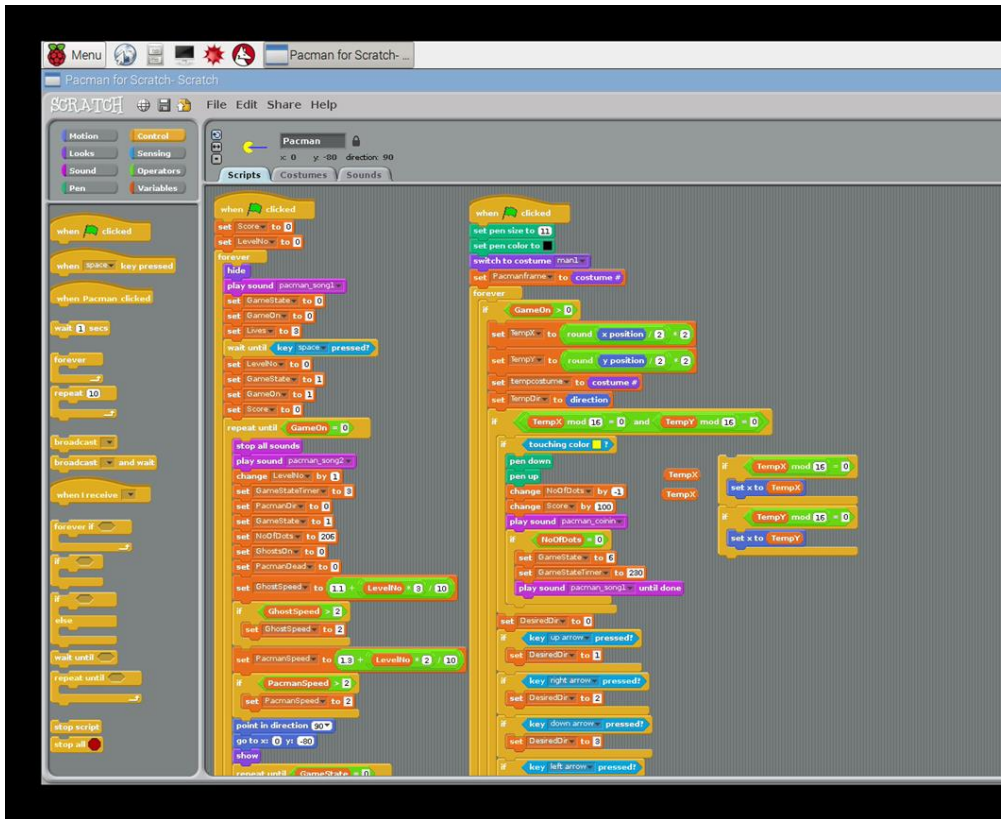 Menu Pacman for Scratch- ...
Pacman for Scratch- Scratch
SCRATCH File Edit Share Help
Motion Control
Looks Sensing
Sound Operators
Pen Variables
Pacman
x: 0 y: -80 direction: 90
Scripts Costumes Sounds
when clicked
when space key pressed
when Pacman clicked
wait 1 secs
forever
repeat 10
broadcast
broadcast and wait
when I receive
forever if
if
if
else
wait until
repeat until
stop script
stop all
when clicked
set Score to 0
set LevelNo to 0
forever
hide
play sound pacman_song1
set GameState to 0
set GameOn to 0
set Lives to 3
wait until key space pressed?
set LevelNo to 0
set GameState to 1
set GameOn to 1
set Score to 0
repeat until GameOn = 0
stop all sounds
play sound pacman_song2
change LevelNo by 1
set GameStateTimer to 3
set PacmanDir to 0
set GameState to 1
set NoOfDots to 206
set GhostsOn to 0
set PacmanDead to 0
set GhostSpeed to 1.1 + LevelNo * 3 / 10
if GhostSpeed > 2
set GhostSpeed to 2
set PacmanSpeed to 1.3 + LevelNo * 2 / 10
if PacmanSpeed > 2
set PacmanSpeed to 2
point in direction 90
go to x: 0 y: -80
show
repeat until GameState = 0
when clicked
set pen size to 11
set pen color to
switch to costume man1
set Pacmanframe to costume #
forever
if GameOn > 0
set TempX to round x position / 2 * 2
set TempY to round y position / 2 * 2
set tempcostume to costume #
set TempDir to direction
if TempX mod 16 = 0 and TempY mod 16 = 0
if touching color ?
pen down
pen up
change NoOfDots by -1
change Score by 100
play sound pacman_coinin
if NoOfDots = 0
set GameState to 6
set GameStateTimer to 230
play sound pacman_song1 until done
set DesiredDir to 0
if key up arrow pressed?
set DesiredDir to 1
if key right arrow pressed?
set DesiredDir to 2
if key down arrow pressed?
set DesiredDir to 3
if key left arrow pressed?
TempX
TempX
if TempX mod 16 = 0
set x to TempX
if TempY mod 16 = 0
set x to TempY